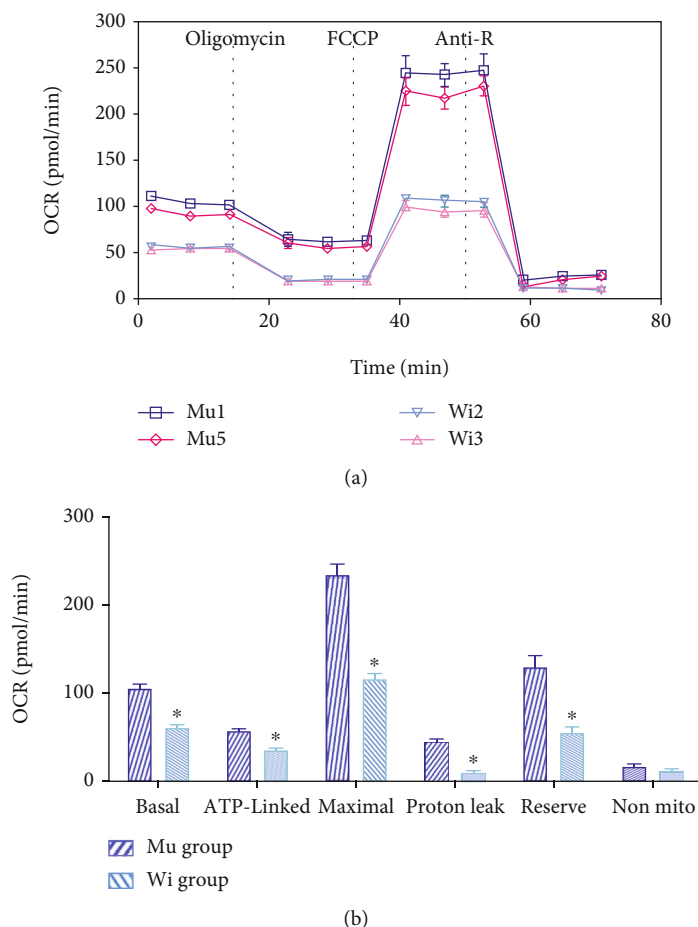 300
250
200
150
100
50
0
OCR (pmol/min)
Oligomycin FCCP Anti-R
0 20 40 60 80
Time (min)
Mu1 Wi2
Mu5 Wi3
(a)
300
200
100
0
OCR (pmol/min)
* * * * *
Basal ATP-Linked Maximal Proton leak Reserve Non mito
Mu group
Wi group
(b)